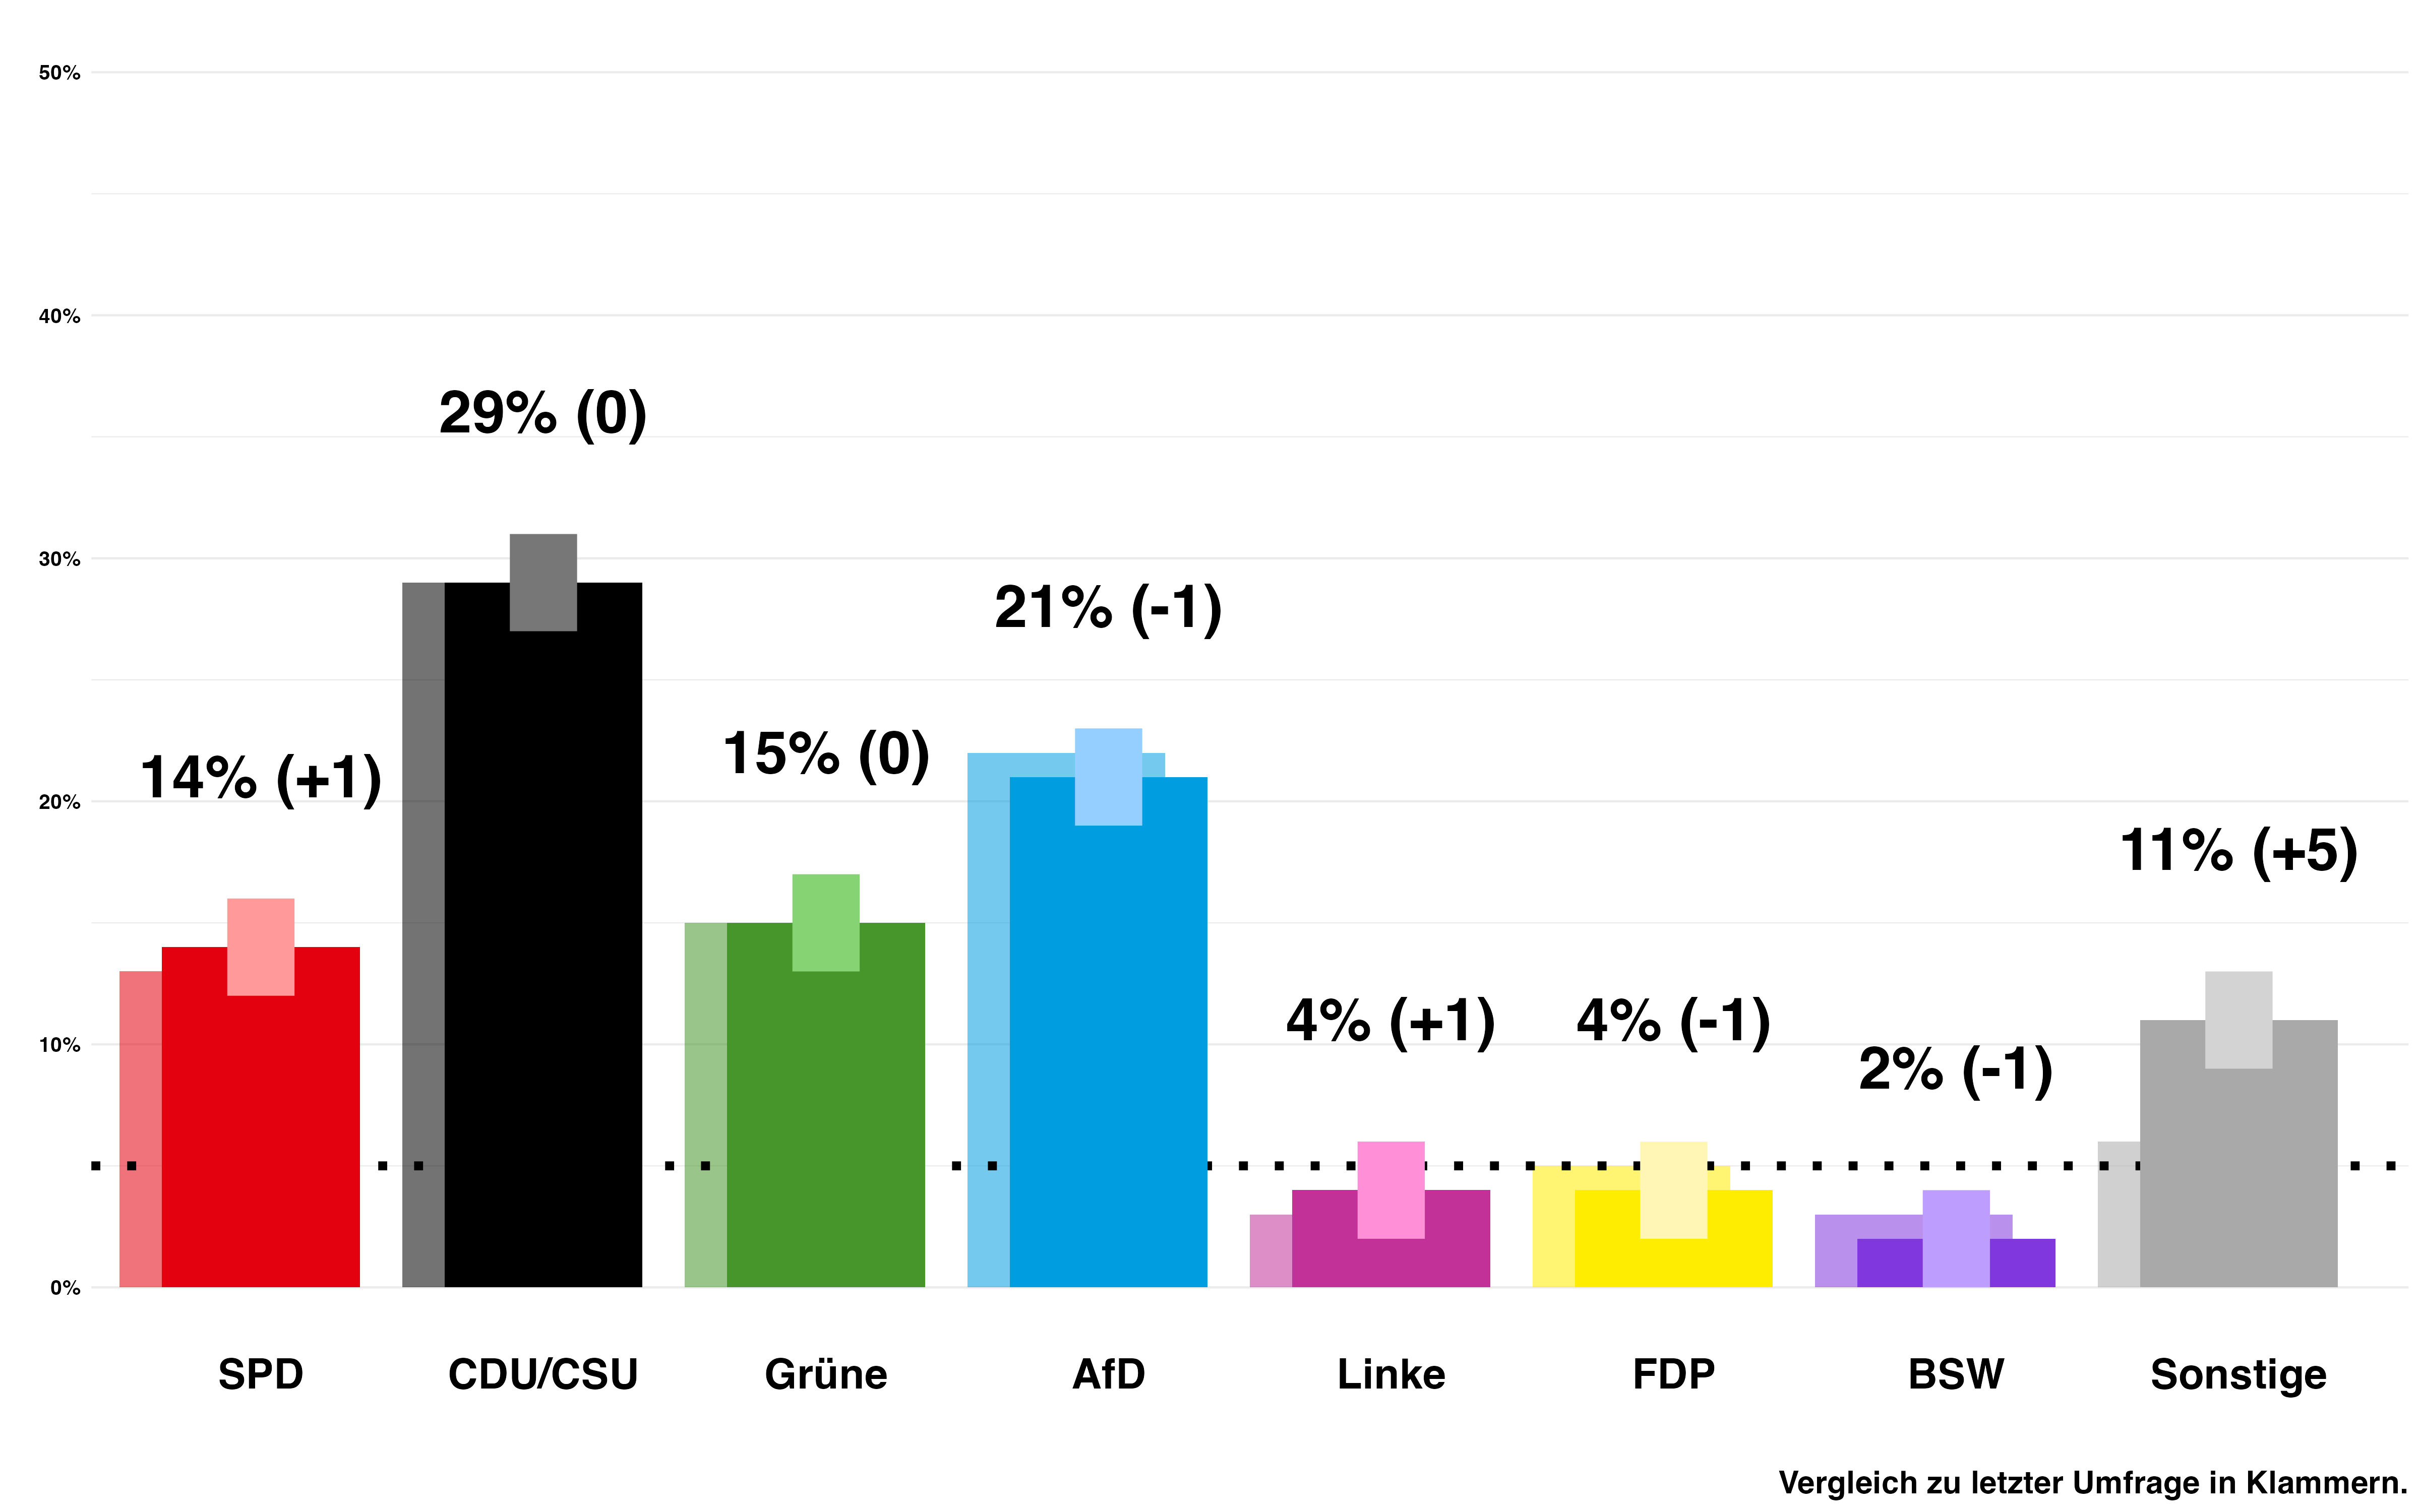 50%
40%
30%
20%
10%
0%
14% (+1)
29% (0)
15% (0)
21% (-1)
4% (+1)
4% (-1)
2% (-1)
11% (+5)
SPD
CDU/CSU
Grüne
AfD
Linke
FDP
BSW
Sonstige
Vergleich zu letzter Umfrage in Klammern.